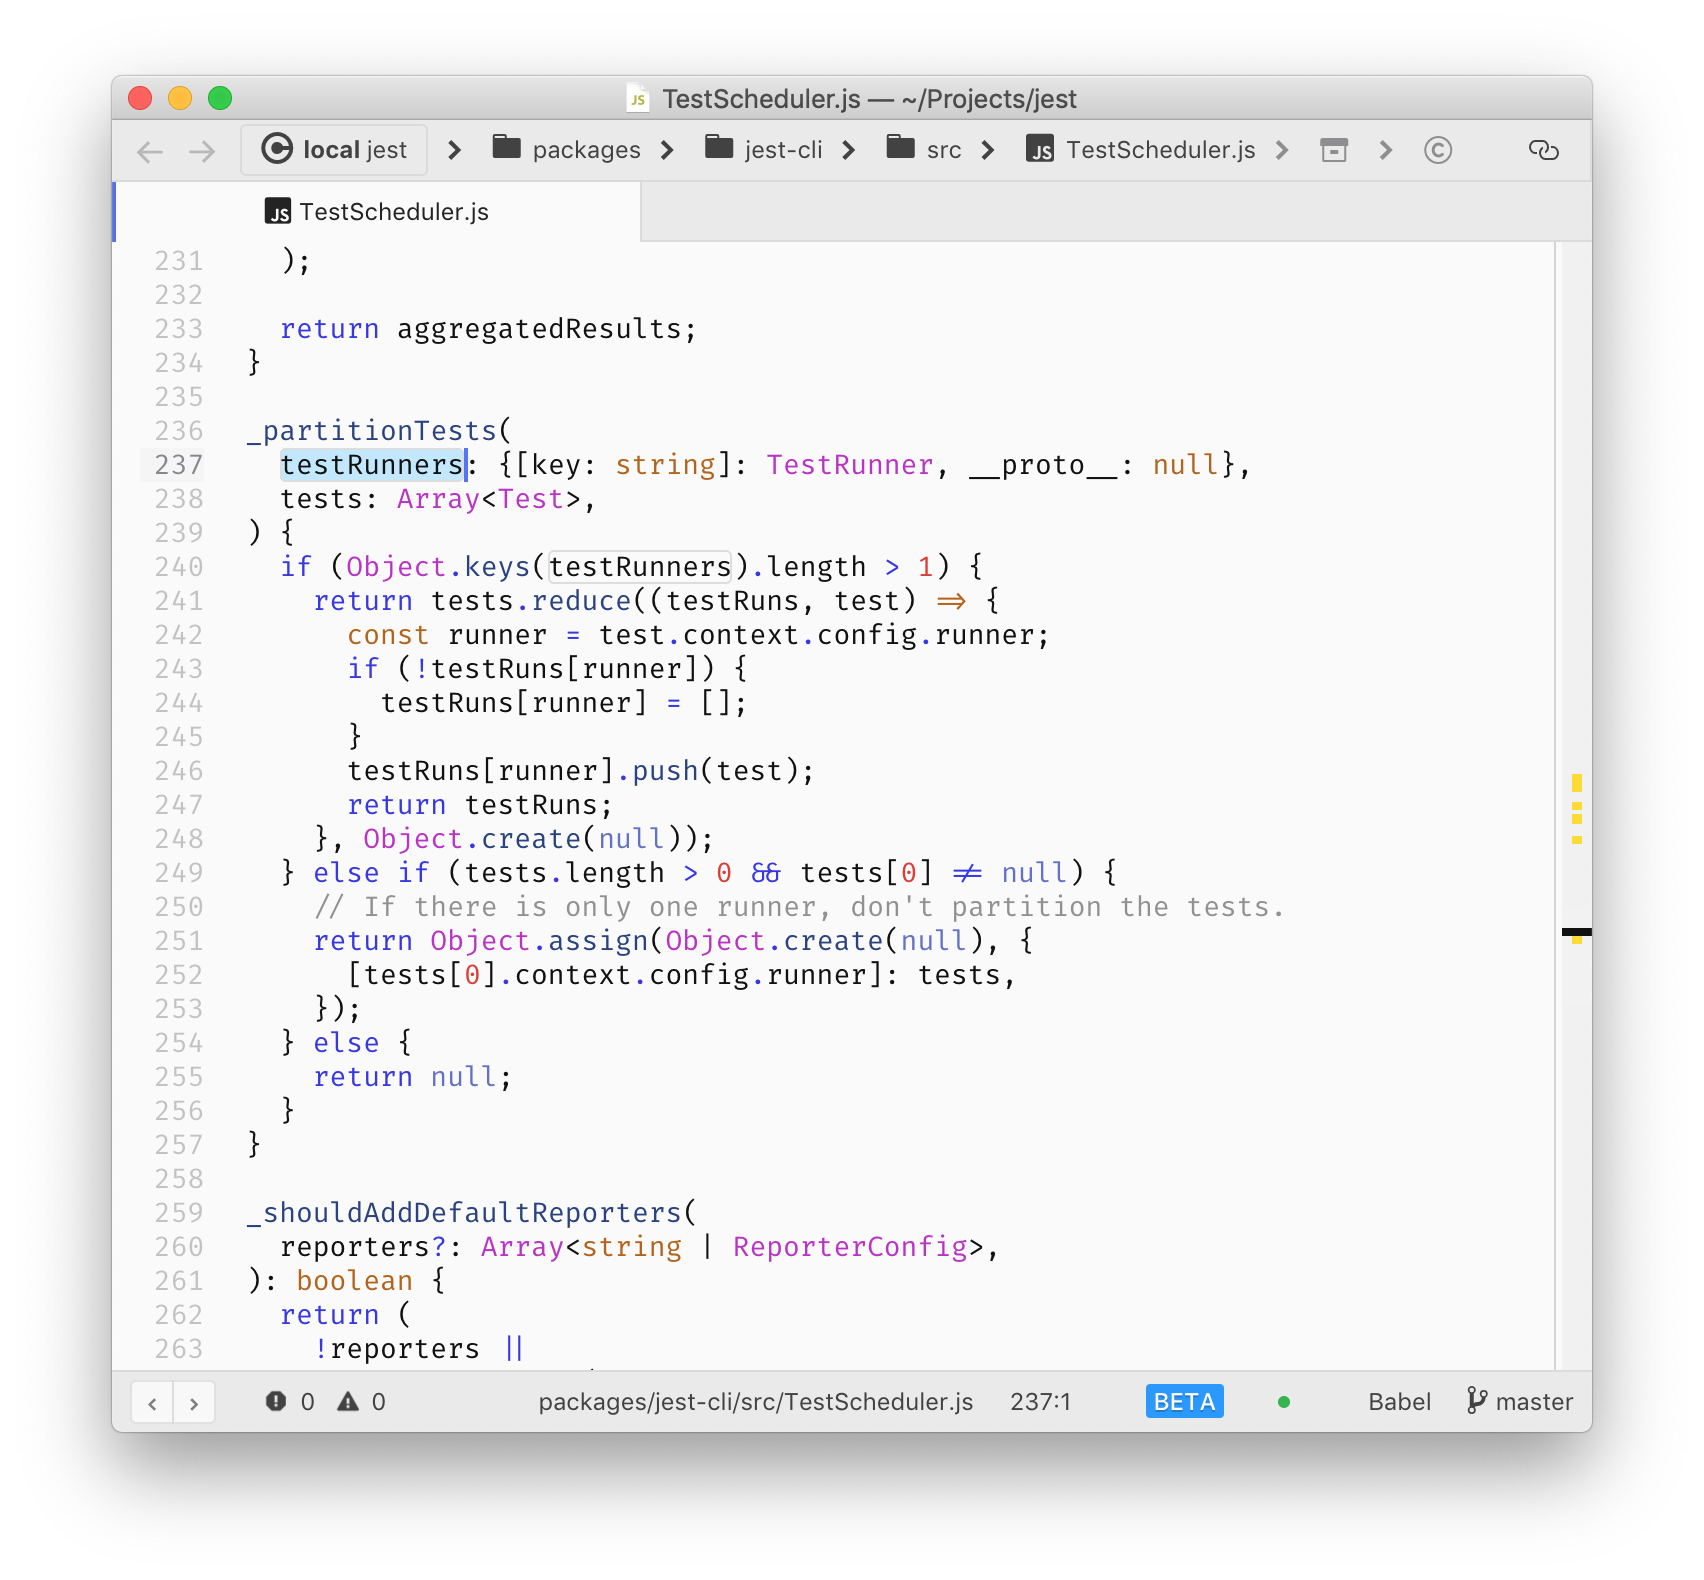 TestScheduler.js — ~/Projects/jest
local jest packages jest-cli src TestScheduler.js
TestScheduler.js
231 );
232
233 return aggregatedResults;
234 }
235
236 _partitionTests(
237 testRunners: {[key: string]: TestRunner, __proto__: null},
238 tests: Array<Test>,
239 ) {
240 if (Object.keys(testRunners).length > 1) {
241 return tests.reduce((testRuns, test) => {
242 const runner = test.context.config.runner;
243 if (!testRuns[runner]) {
244 testRuns[runner] = [];
245 }
246 testRuns[runner].push(test);
247 return testRuns;
248 }, Object.create(null));
249 } else if (tests.length > 0 && tests[0] != null) {
250 // If there is only one runner, don't partition the tests.
251 return Object.assign(Object.create(null), {
252 [tests[0].context.config.runner]: tests,
253 });
254 } else {
255 return null;
256 }
257 }
258
259 _shouldAddDefaultReporters(
260 reporters?: Array<string | ReporterConfig>,
261 ): boolean {
262 return (
263 !reporters ||
0 0 packages/jest-cli/src/TestScheduler.js 237:1 BETA Babel master